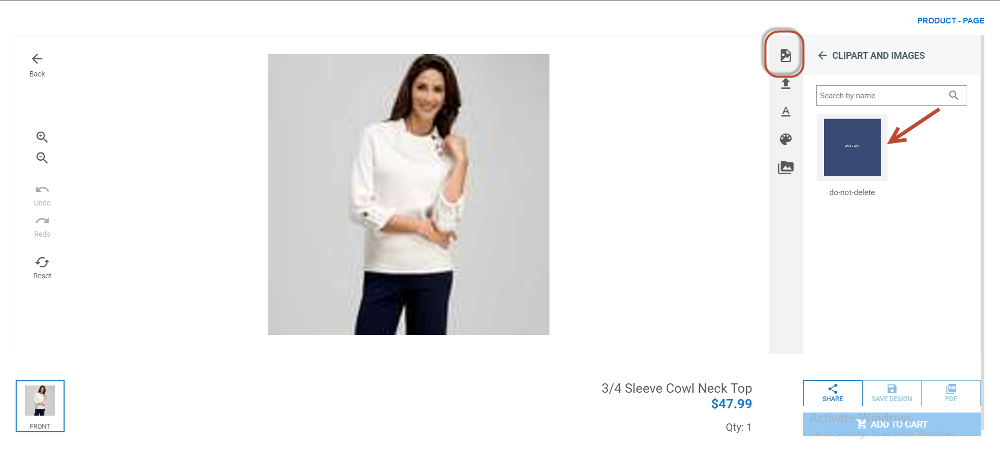 PRODUCT - PAGE
Back
CLIPART AND IMAGES
Search by name
450 x 450
do-not-delete
Undo
Redo
Reset
3/4 Sleeve Cowl Neck Top
$47.99
Qty: 1
FRONT
SHARE
SAVE DESIGN
PDF
PDF
ADD TO CART
Activate Windows
Go to Settings to activate Windows.